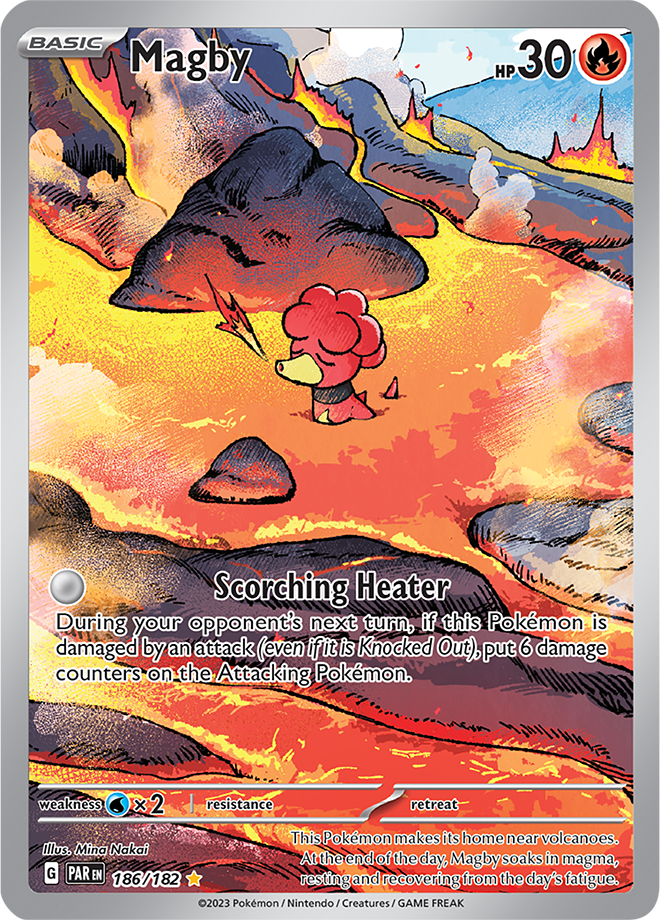 BASIC Magby HP30
Scorching Heater
During your opponent's next turn, if this Pokémon is
damaged by an attack (even if it is Knocked Out), put 6 damage
counters on the Attacking Pokémon.
weakness ×2 resistance retreat
Illus. Mina Nakai
This Pokémon makes its home near volcanoes.
At the end of the day, Magby soaks in magma,
resting and recovering from the day's fatigue.
G PAR EN 186/182
©2023 Pokémon / Nintendo / Creatures / GAME FREAK